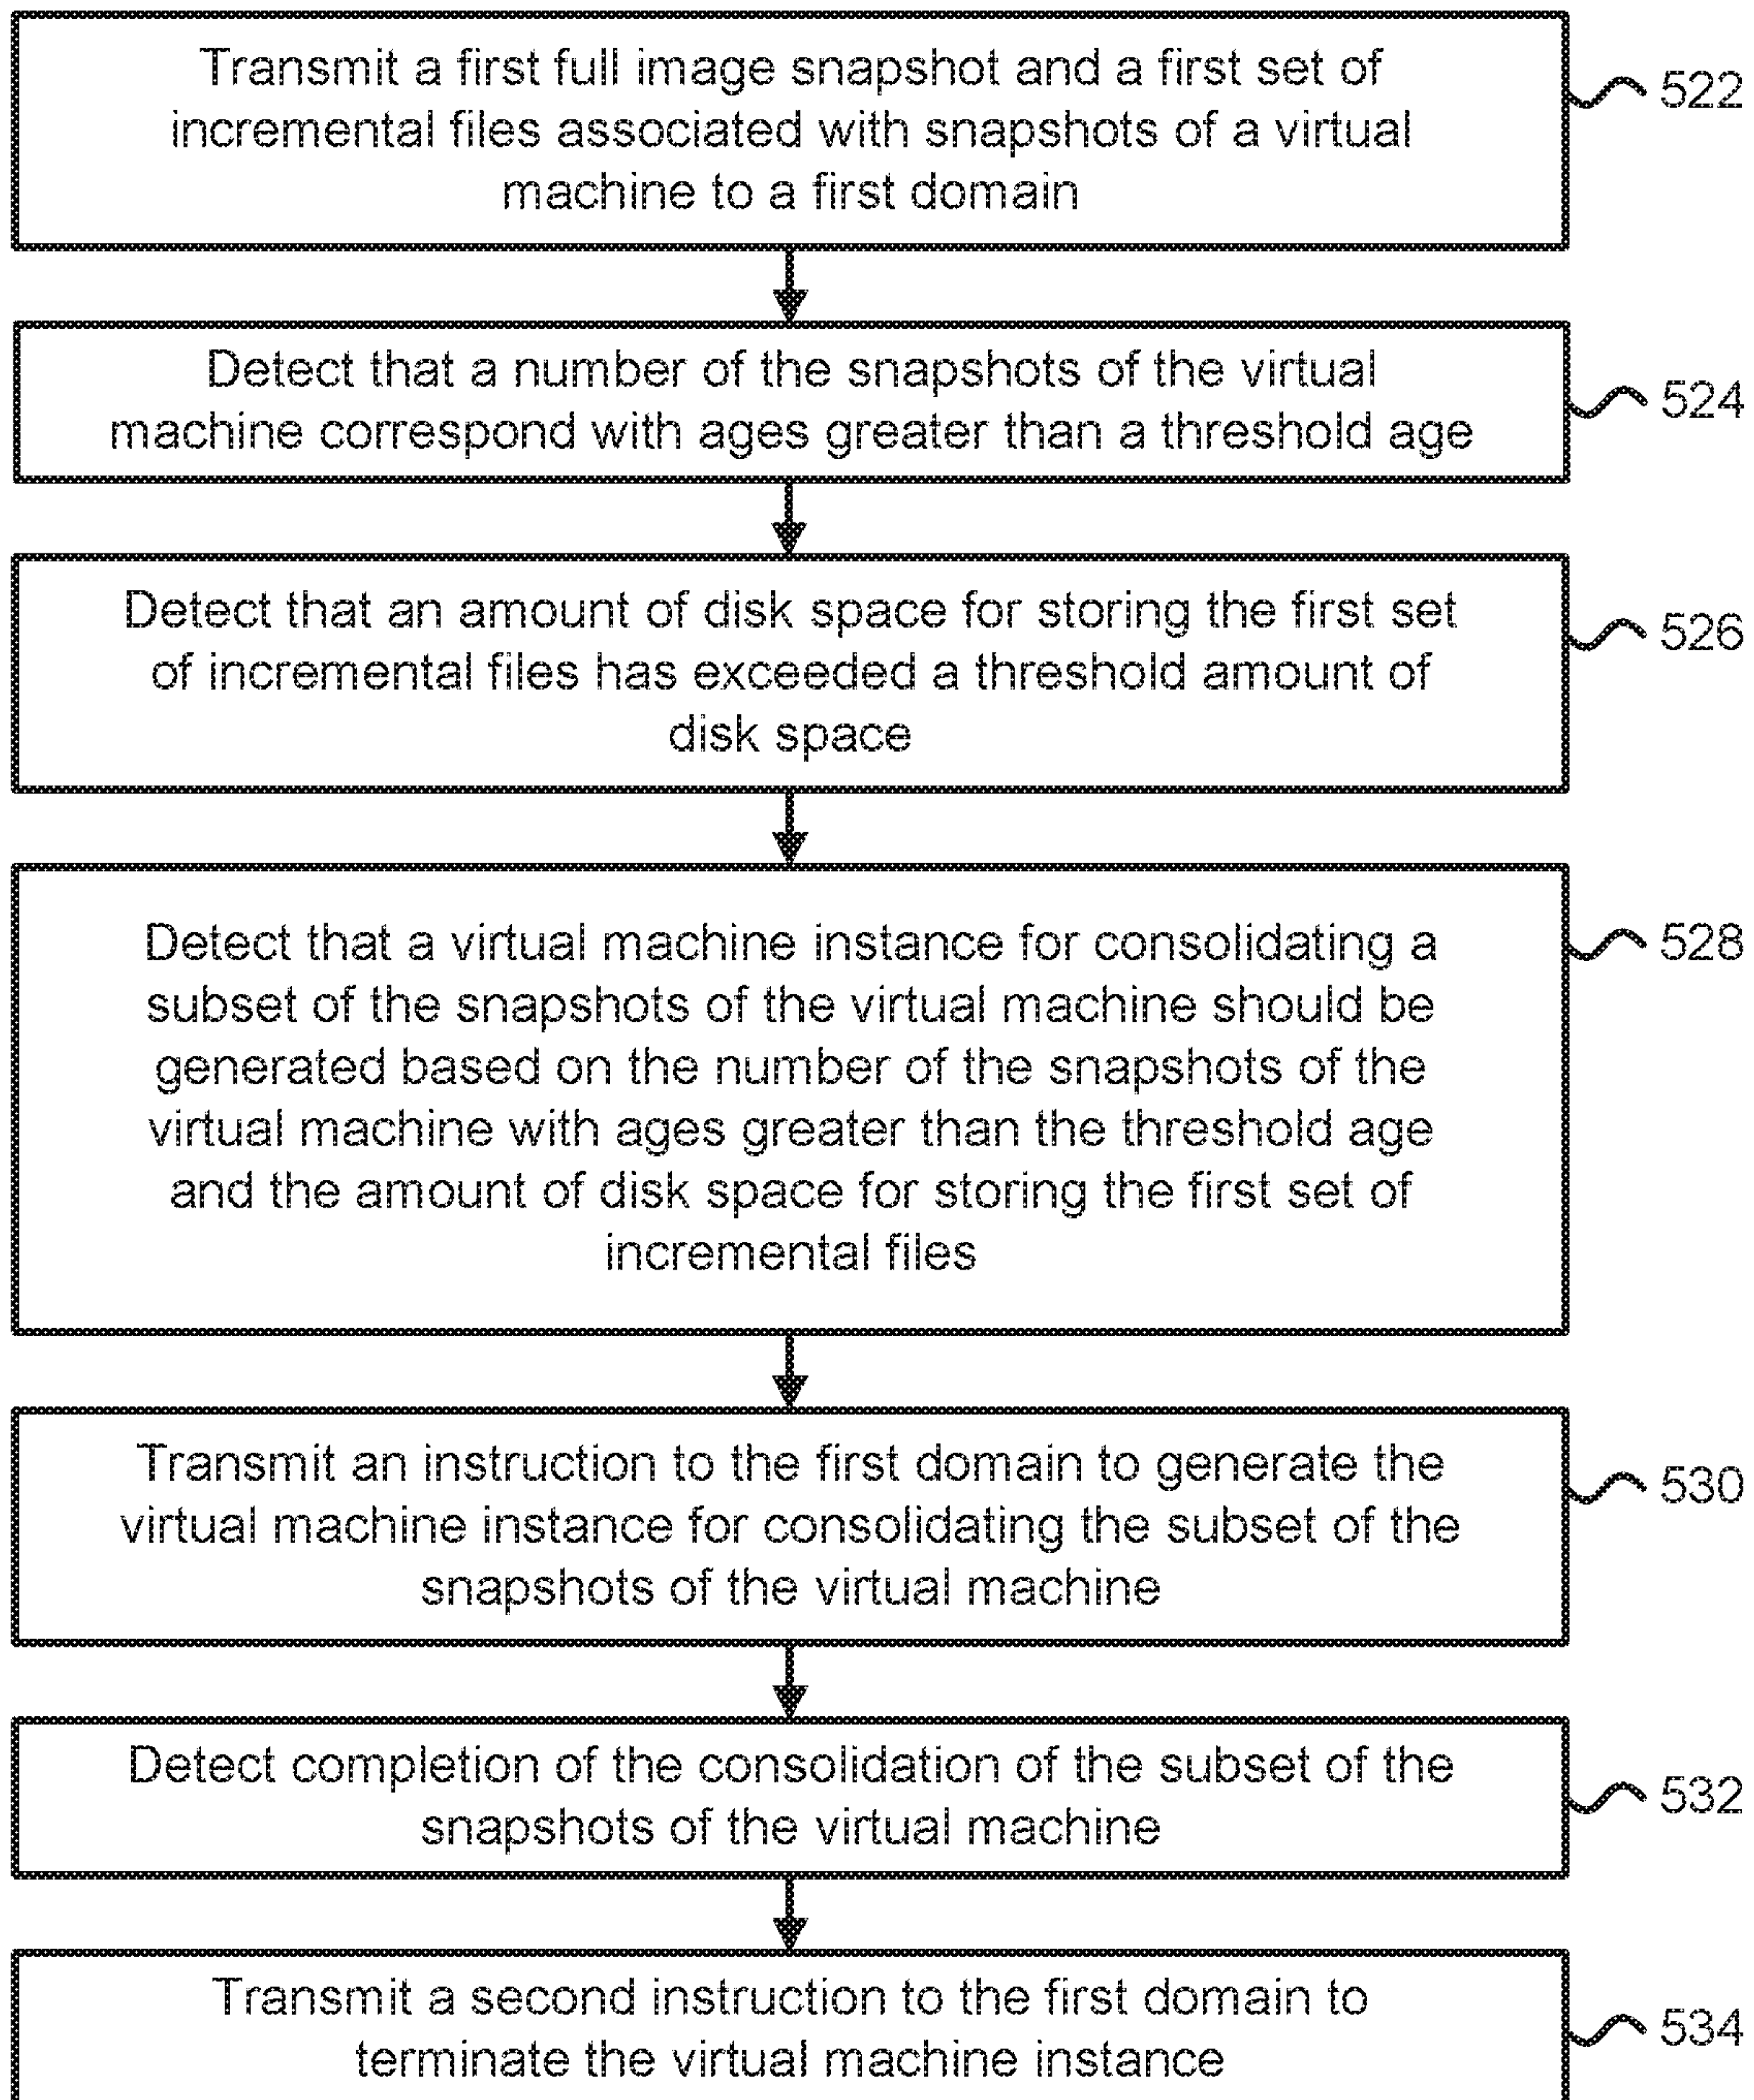 Transmit a first full image snapshot and a first set of
incremental files associated with snapshots of a virtual
machine to a first domain
522
Detect that a number of the snapshots of the virtual
machine correspond with ages greater than a threshold age
524
Detect that an amount of disk space for storing the first set
of incremental files has exceeded a threshold amount of
disk space
526
Detect that a virtual machine instance for consolidating a
subset of the snapshots of the virtual machine should be
generated based on the number of the snapshots of the
virtual machine with ages greater than the threshold age
and the amount of disk space for storing the first set of
incremental files
528
Transmit an instruction to the first domain to generate the
virtual machine instance for consolidating the subset of the
snapshots of the virtual machine
530
Detect completion of the consolidation of the subset of the
snapshots of the virtual machine
532
Transmit a second instruction to the first domain to
terminate the virtual machine instance
534